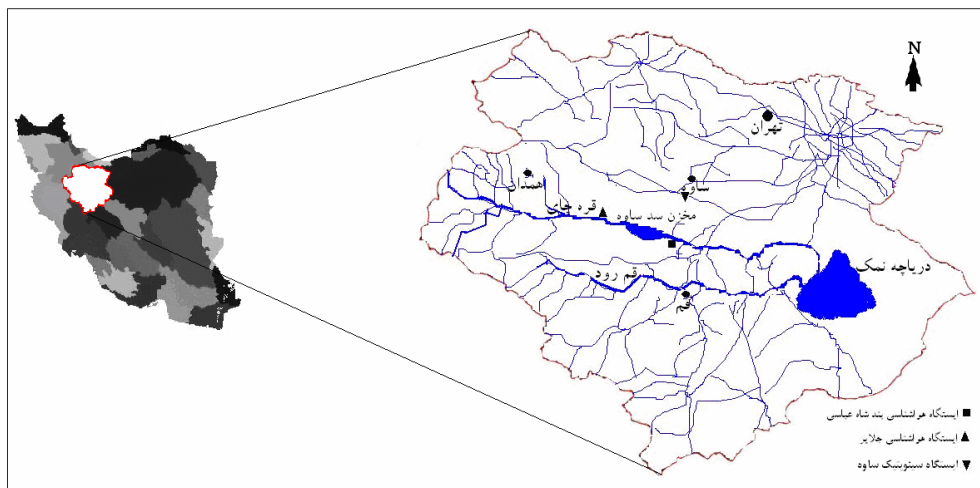 N
تهران
ساوه
همدان
قره چای
مخزن سد ساوه
دریاچه نمک
قم رود
قم
ایستگاه هواشناسی بند شاه عباسی
ایستگاه هواشناسی جلایر
ایستگاه سینوپتیک ساوه